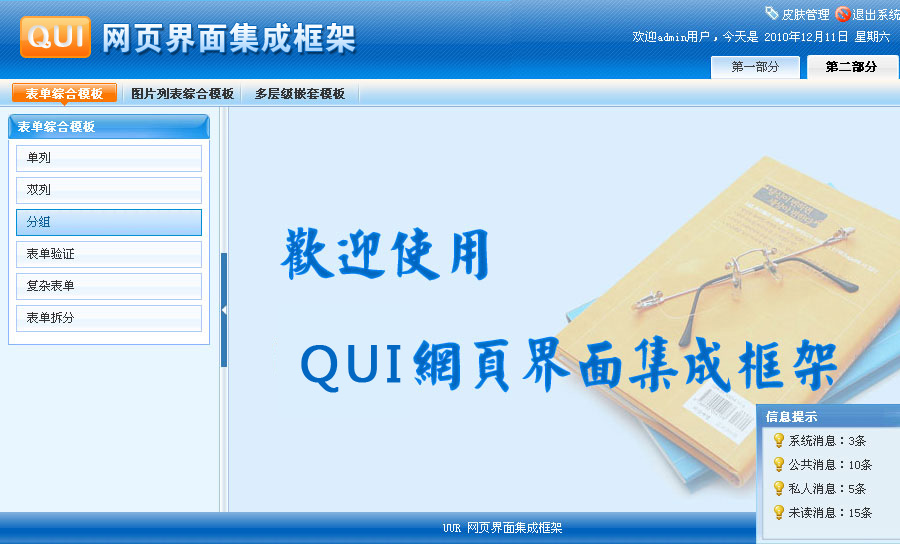 QUI 网页界面集成框架
皮肤管理 退出系统
欢迎admin用户，今天是 2010年12月11日 星期六
第一部分 第二部分
表单综合模板 图片列表综合模板 多层级嵌套模板
表单综合模板
单列
双列
分组
表单验证
复杂表单
表单拆分
歡迎使用
QUI網頁界面集成框架
信息提示
系统消息：3条
公共消息：10条
私人消息：5条
未读消息：15条
UUR 网页界面集成框架